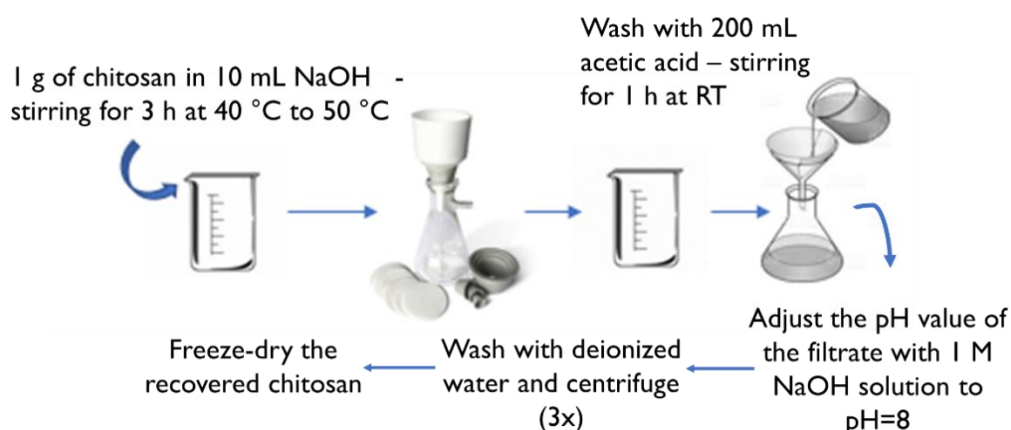 1 g of chitosan in 10 mL NaOH -
stirring for 3 h at 40 °C to 50 °C
Wash with 200 mL
acetic acid – stirring
for 1 h at RT
Adjust the pH value of
the filtrate with 1 M
NaOH solution to
pH=8
Wash with deionized
water and centrifuge
(3x)
Freeze-dry the
recovered chitosan